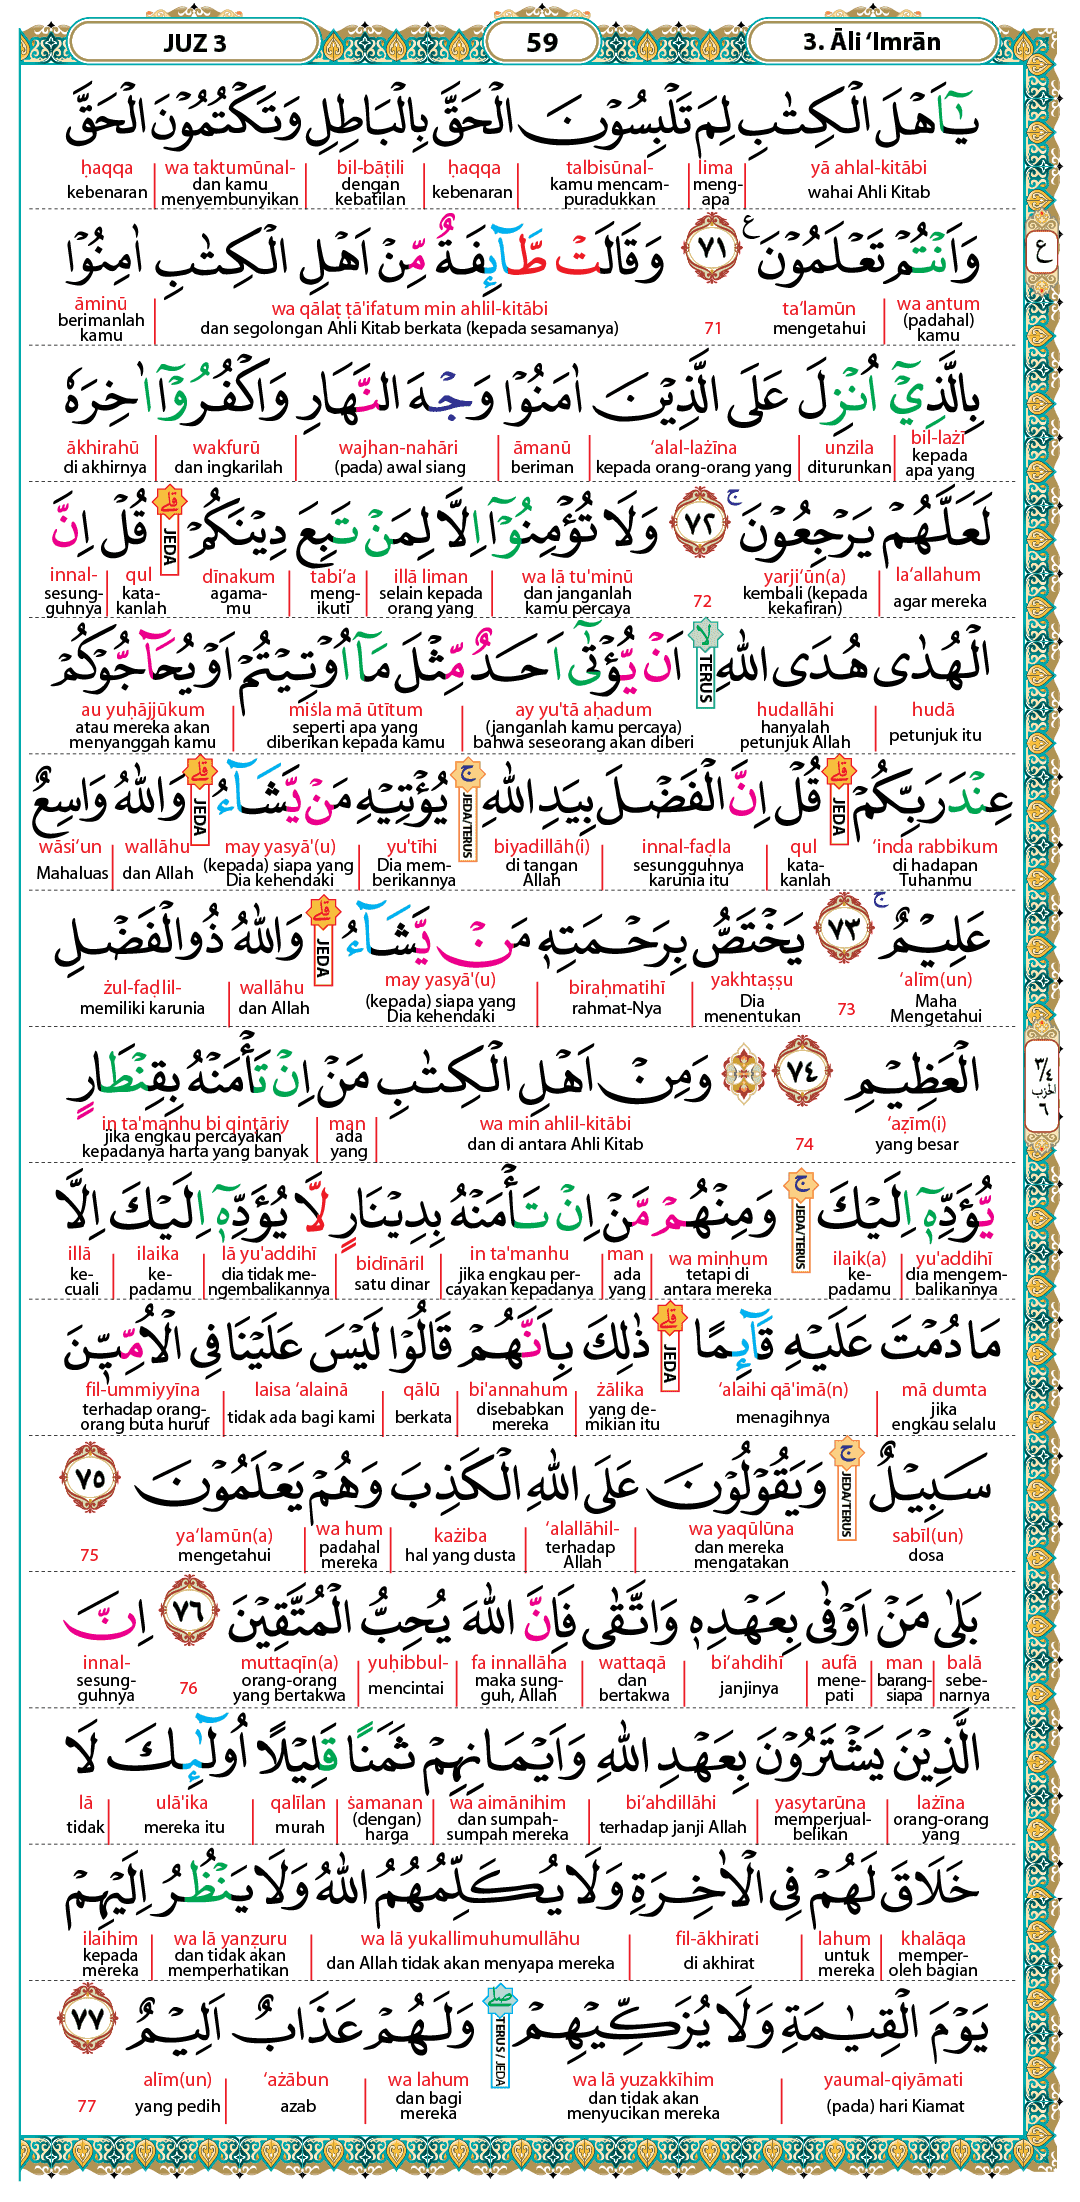 JUZ 3 59 3. Āli ‘Imrān
يٰٓاَهْلَ الْكِتٰبِ لِمَ تَلْبِسُوْنَ الْحَقَّ بِالْبَاطِلِ وَتَكْتُمُوْنَ الْحَقَّ
ḥaqqa wa taktumūnal- bil-bāṭili ḥaqqa talbisūnal- lima yā ahlal-kitābi
kebenaran dan kamu menyembunyikan dengan kebatilan kebenaran kamu mencam-puradukkan meng-apa wahai Ahli Kitab
وَاَنْتُمْ تَعْلَمُوْنَ ࣖ ٧١ وَقَالَتْ طَّاۤىِٕفَةٌ مِّنْ اَهْلِ الْكِتٰبِ اٰمِنُوْا
āminū wa qālaṭ ṭā'ifatum min ahlil-kitābi ta‘lamūn wa antum
berimanlah kamu dan segolongan Ahli Kitab berkata (kepada sesamanya) 71 mengetahui (padahal) kamu
بِالَّذِيْٓ اُنْزِلَ عَلَى الَّذِيْنَ اٰمَنُوْا وَجْهَ النَّهَارِ وَاكْفُرُوْٓا اٰخِرَهٗ
ākhirahū wakfurū wajhan-nahāri āmanū ‘alal-lażīna unzila bil-lażī
di akhirnya dan ingkarilah (pada) awal siang beriman kepada orang-orang yang diturunkan kepada apa yang
لَعَلَّهُمْ يَرْجِعُوْنَۚ ٧٢ وَلَا تُؤْمِنُوْٓا اِلَّا لِمَنْ تَبِعَ دِيْنَكُمْ ۗ JEDA قُلْ اِنَّ
innal- qul dīnakum tabi‘a illā liman wa lā tu'minū yarji‘ūn(a) la‘allahum
sesung-guhnya kata-kanlah agama-mu meng-ikuti selain kepada orang yang dan janganlah kamu percaya 72 kembali (kepada kekafiran) agar mereka
الْهُدٰى هُدَى اللّٰهِ ۙ TERUS اَنْ يُّؤْتٰىٓ اَحَدٌ مِّثْلَ مَآ اُوْتِيْتُمْ اَوْ يُحَاۤجُّوْكُمْ
au yuḥājjūkum miśla mā ūtītum ay yu'tā aḥadum hudallāhi hudā
atau mereka akan menyanggah kamu seperti apa yang diberikan kepada kamu (janganlah kamu percaya) bahwa seseorang akan diberi hanyalah petunjuk Allah petunjuk itu
عِنْدَ رَبِّكُمْ ۗ JEDA قُلْ اِنَّ الْفَضْلَ بِيَدِ اللّٰهِ ۚ JEDA/TERUS يُؤْتِيْهِ مَنْ يَّشَاۤءُ ۗ JEDA وَاللّٰهُ وَاسِعٌ
wāsi‘un wallāhu may yasyā'(u) yu'tīhi biyadillāh(i) innal-faḍla qul ‘inda rabbikum
Mahaluas dan Allah (kepada) siapa yang Dia kehendaki Dia mem-berikannya di tangan Allah sesungguhnya karunia itu kata-kanlah di hadapan Tuhanmu
عَلِيْمٌ ۚ ٧٣ يَخْتَصُّ بِرَحْمَتِهٖ مَنْ يَّشَاۤءُ ۗ JEDA وَاللّٰهُ ذُو الْفَضْلِ
żul-faḍlil- wallāhu may yasyā'(u) biraḥmatihī yakhtaṣṣu ‘alīm(un)
memiliki karunia dan Allah (kepada) siapa yang Dia kehendaki rahmat-Nya Dia menentukan 73 Maha Mengetahui
الْعَظِيْمِ ٧٤ ۞ وَمِنْ اَهْلِ الْكِتٰبِ مَنْ اِنْ تَأْمَنْهُ بِقِنْطَارٍ
in ta'manhu bi qinṭāriy man wa min ahlil-kitābi ‘aẓīm(i)
jika engkau percayakan kepadanya harta yang banyak ada yang dan di antara Ahli Kitab 74 yang besar
يُّؤَدِّهٖٓ اِلَيْكَ ۚ JEDA/TERUS وَمِنْهُمْ مَّنْ اِنْ تَأْمَنْهُ بِدِيْنَارٍ لَّا يُؤَدِّهٖٓ اِلَيْكَ اِلَّا
illā ilaika lā yu'addihī bidīnāril in ta'manhu man wa minhum ilaik(a) yu'addihī
ke-cuali ke-padamu dia tidak me-ngembalikannya satu dinar jika engkau per-cayakan kepadanya ada yang tetapi di antara mereka ke-padamu dia mengem-balikannya
مَا دُمْتَ عَلَيْهِ قَاۤىِٕمًا ۗ JEDA ذٰلِكَ بِاَنَّهُمْ قَالُوْا لَيْسَ عَلَيْنَا فِى الْاُمِّيّٖنَ
fil-ummiyyīna laisa ‘alainā qālū bi'annahum żālika ‘alaihi qā'imā(n) mā dumta
terhadap orang-orang buta huruf tidak ada bagi kami berkata disebabkan mereka yang de-mikian itu menagihnya jika engkau selalu
سَبِيْلٌ ۚ JEDA/TERUS وَيَقُوْلُوْنَ عَلَى اللّٰهِ الْكَذِبَ وَهُمْ يَعْلَمُوْنَ ٧٥
ya‘lamūn(a) wa hum każiba ‘alallāhil- wa yaqūlūna sabīl(un)
75 mengetahui padahal mereka hal yang dusta terhadap Allah dan mereka mengatakan dosa
بَلٰى مَنْ اَوْفٰى بِعَهْدِهٖ وَاتَّقٰى فَاِنَّ اللّٰهَ يُحِبُّ الْمُتَّقِيْنَ ٧٦ اِنَّ
innal- muttaqīn(a) yuḥibbul- fa innallāha wattaqā bi‘ahdihī aufā man balā
sesung-guhnya 76 orang-orang yang bertakwa mencintai maka sung-guh, Allah dan bertakwa janjinya mene-pati barang-siapa sebe-narnya
الَّذِيْنَ يَشْتَرُوْنَ بِعَهْدِ اللّٰهِ وَاَيْمَانِهِمْ ثَمَنًا قَلِيْلًا اُولٰۤىِٕكَ لَا
lā ulā'ika qalīlan śamanan wa aimānihim bi‘ahdillāhi yasytarūna lażīna
tidak mereka itu murah (dengan) harga dan sumpah-sumpah mereka terhadap janji Allah memperjual-belikan orang-orang yang
خَلَاقَ لَهُمْ فِى الْاٰخِرَةِ وَلَا يُكَلِّمُهُمُ اللّٰهُ وَلَا يَنْظُرُ اِلَيْهِمْ
ilaihim wa lā yanẓuru wa lā yukallimuhumullāhu fil-ākhirati lahum khalāqa
kepada mereka dan tidak akan memperhatikan dan Allah tidak akan menyapa mereka di akhirat untuk mereka memper-oleh bagian
يَوْمَ الْقِيٰمَةِ وَلَا يُزَكِّيْهِمْ ۖ TERUS / JEDA وَلَهُمْ عَذَابٌ اَلِيْمٌ ٧٧
alīm(un) ‘ażābun wa lahum wa lā yuzakkīhim yaumal-qiyāmati
77 yang pedih azab dan bagi mereka dan tidak akan menyucikan mereka (pada) hari Kiamat
ع
٣/٤ الحزب ٦